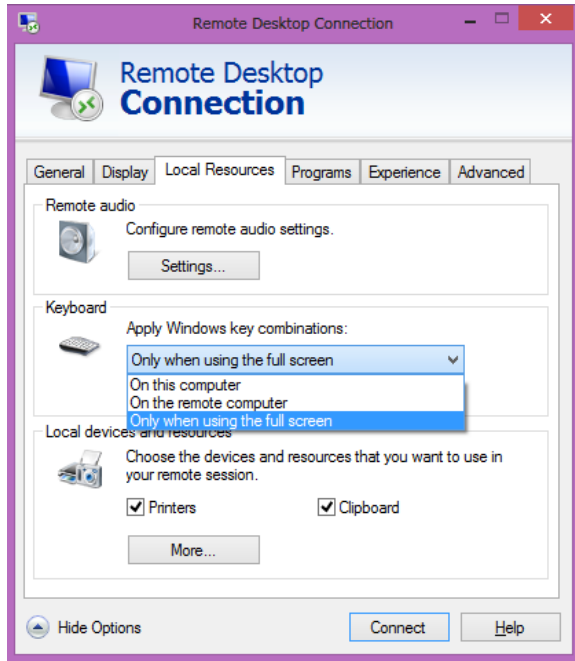 Remote Desktop Connection
Remote Desktop
Connection
General Display Local Resources Programs Experience Advanced
Remote audio
Configure remote audio settings.
Settings...
Keyboard
Apply Windows key combinations:
Only when using the full screen
On this computer
On the remote computer
Only when using the full screen
Local devices and resources
Choose the devices and resources that you want to use in
your remote session.
Printers Clipboard
More...
Hide Options Connect Help